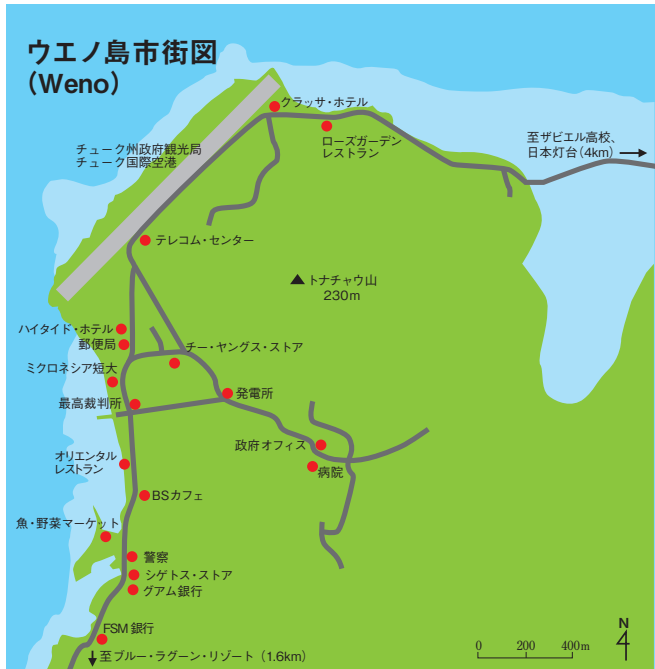 ウエノ島市街図
(Weno)
クラッサ・ホテル
ローズガーデン
レストラン
至ザビエル高校、
日本灯台（4km）
チューク州政府観光局
チューク国際空港
テレコム・センター
トナチャウ山
230m
ハイタイド・ホテル
郵便局
チー・ヤングス・ストア
ミクロネシア短大
発電所
最高裁判所
政府オフィス
オリエンタル
レストラン
病院
BSカフェ
魚・野菜マーケット
警察
シゲトス・ストア
グアム銀行
FSM 銀行
至ブルー・ラグーン・リゾート（1.6km）
N
0 200 400m